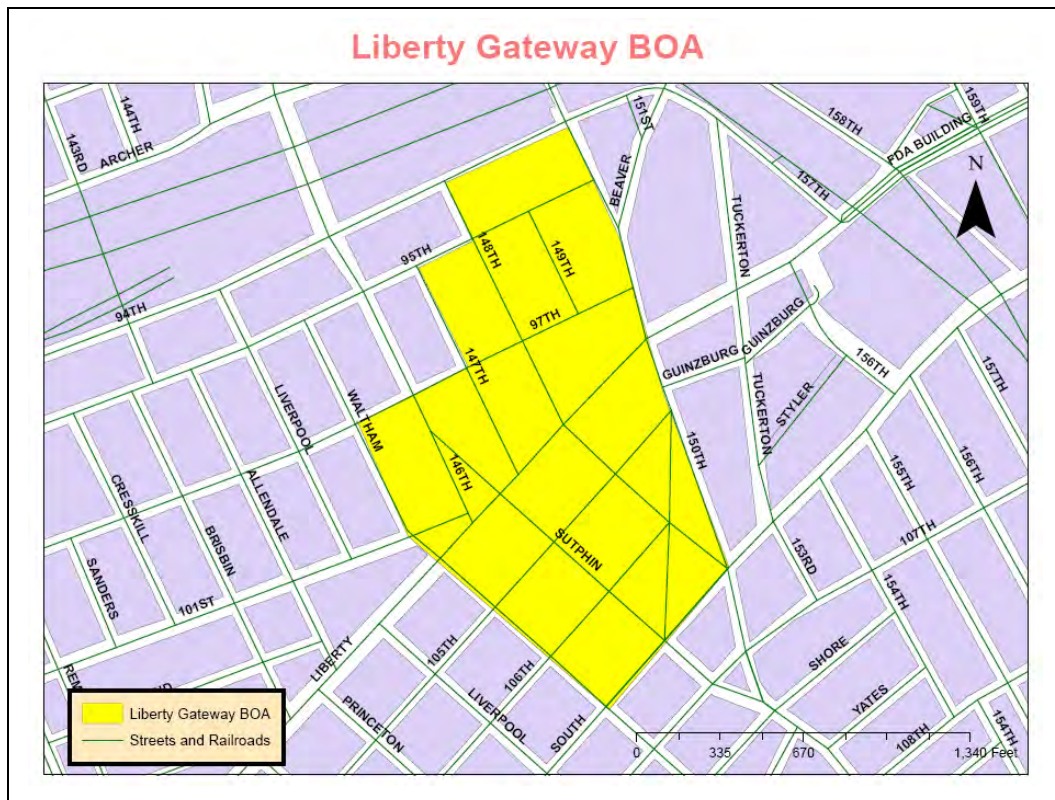 Liberty Gateway BOA
144TH
143RD
ARCHER
151ST
158TH
159TH
PDA BUILDING
N
BEAVER
157TH
TUCKERTON
148TH
149TH
95TH
94TH
97TH
GUINZBURG
GUINZBURG
156TH
147TH
WALTHAM
LIVERPOOL
STYLER
TUCKERTON
157TH
150TH
146TH
155TH
156TH
CRESSKILL
ALLENDALE
BRISBIN
SUTPHIN
107TH
153RD
154TH
SANDERS
101ST
LIBERTY
105TH
SHORE
106TH
REM
YATES
PRINCETON
LIVERPOOL
SOUTH
108TH
154TH
Liberty Gateway BOA
Streets and Railroads
0 335 670 1,340 Feet